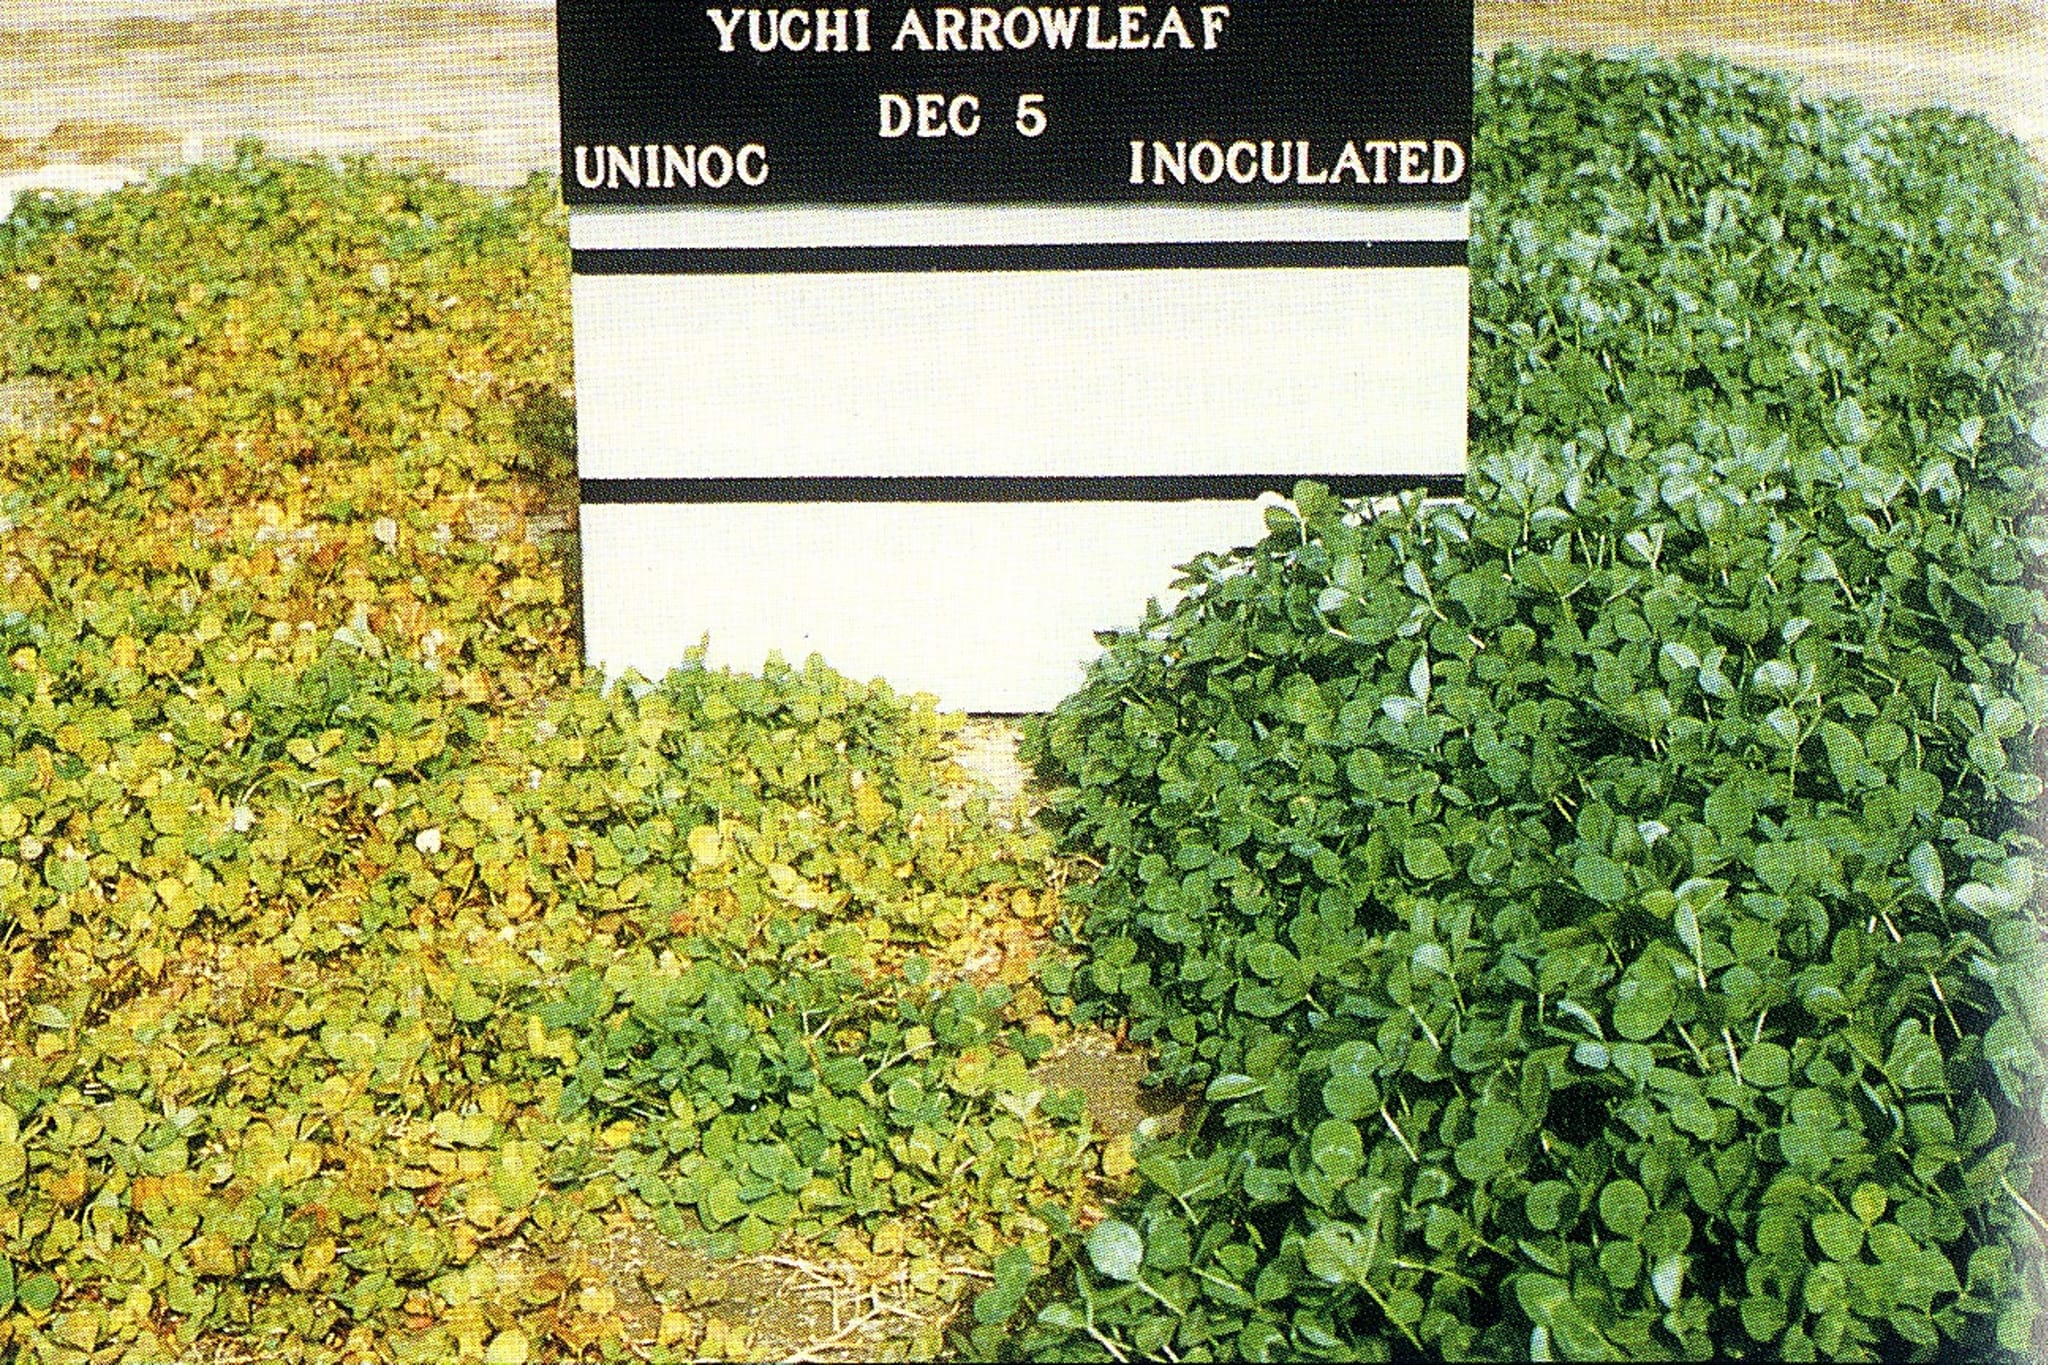 YUCHI ARROWLEAF
DEC 5
UNINOC INOCULATED